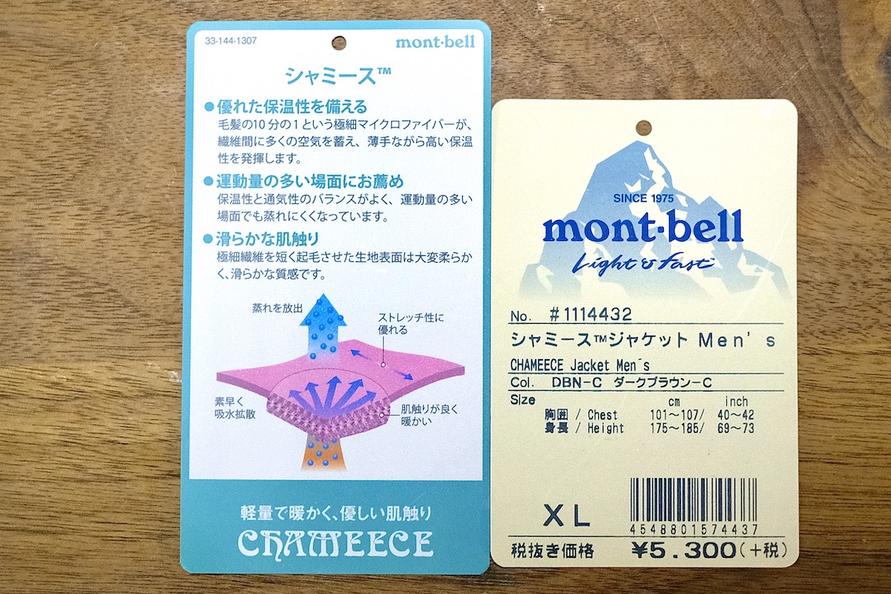 33-144-1307
mont-bell
シャミース™
●優れた保温性を備える
毛髪の10分の1という極細マイクロファイバーが、
繊維間に多くの空気を蓄え、薄手ながら高い保温
性を発揮します。
●運動量の多い場面にお薦め
保温性と通気性のバランスがよく、運動量の多い
場面でも蒸れにくくなっています。
●滑らかな肌触り
極細繊維を短く起毛させた生地表面は大変柔らか
く、滑らかな質感です。
蒸れを放出
ストレッチ性に
優れる
素早く
吸水拡散
肌触りが良く
暖かい
軽量で暖かく、優しい肌触り
CHAMEECE
SINCE 1975
mont-bell
Light & Fast
No. #1114432
シャミース™ジャケット Men's
CHAMEECE Jacket Men's
Col. DBN-C ダークブラウン-C
Size cm inch
胸囲 / Chest 101~107/ 40~42
身長 / Height 175~185/ 69~73
XL
4548801574437
税抜き価格 ¥5.300(+税)